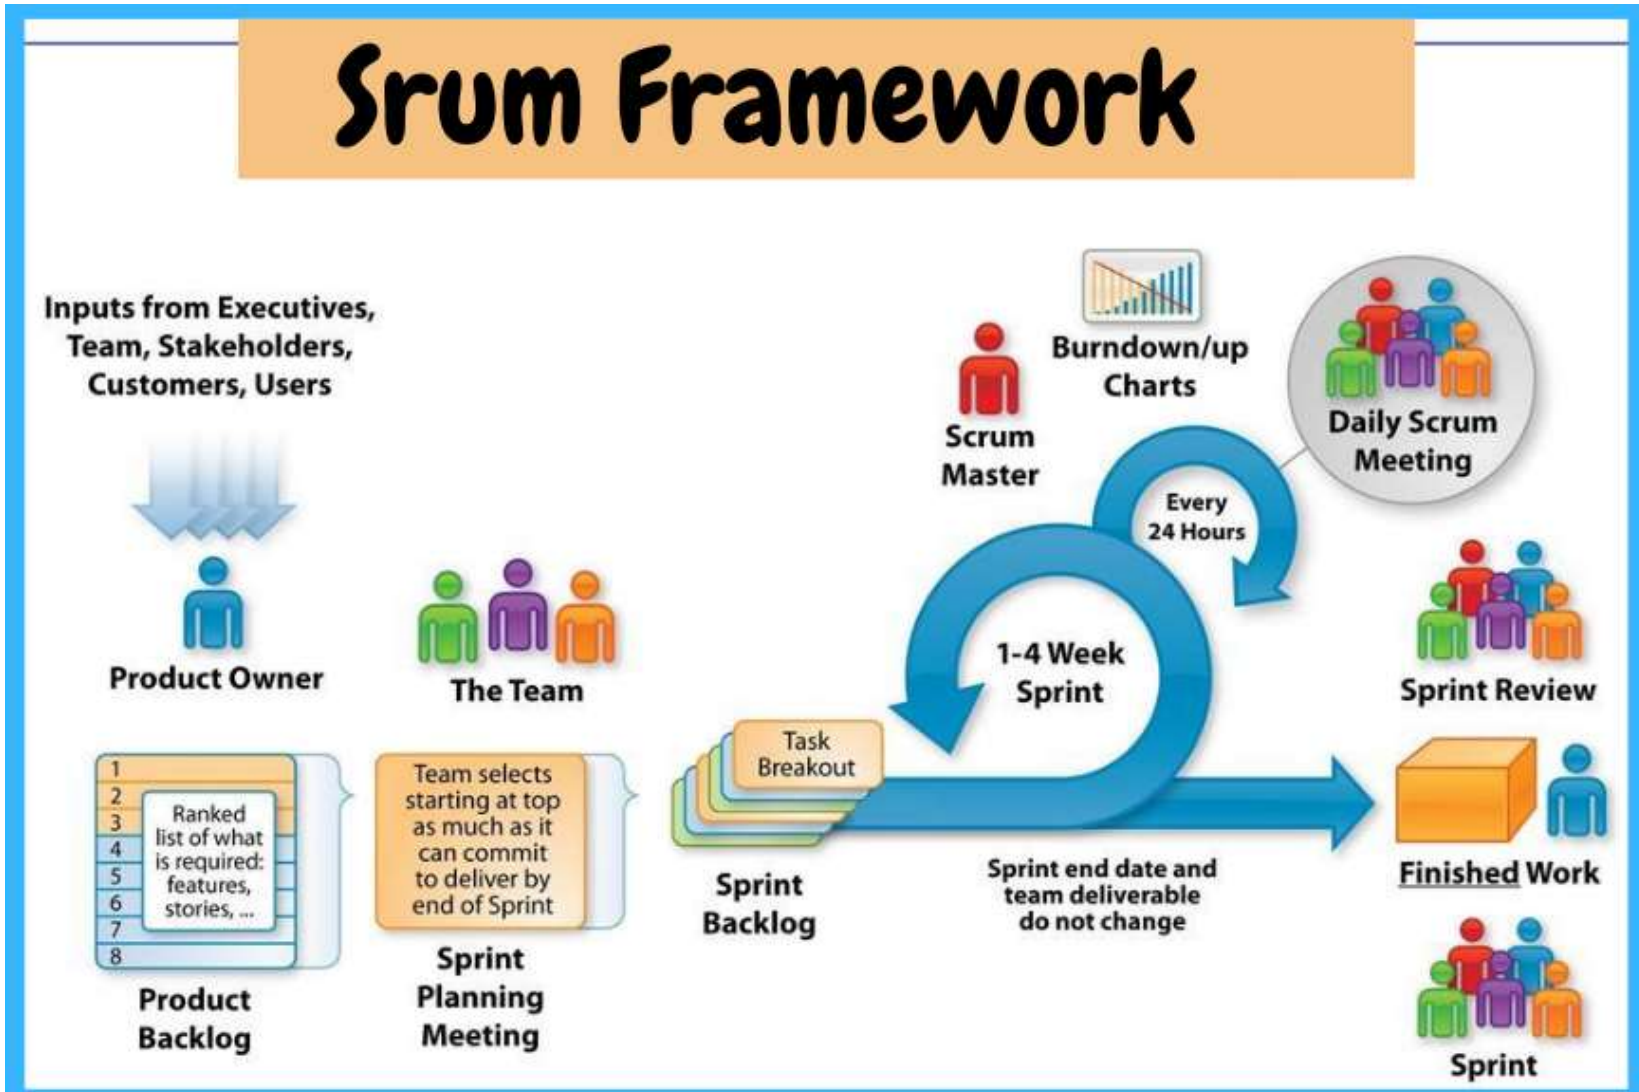 Srum Framework
Inputs from Executives,
Team, Stakeholders,
Customers, Users
Product Owner
The Team
1
2
3
4
5
6
7
8
Ranked
list of what
is required:
features,
stories, ...
Product
Backlog
Team selects
starting at top
as much as it
can commit
to deliver by
end of Sprint
Sprint
Planning
Meeting
Task
Breakout
Sprint
Backlog
Scrum
Master
Burndown/up
Charts
1-4 Week
Sprint
Every
24 Hours
Daily Scrum
Meeting
Sprint end date and
team deliverable
do not change
Sprint Review
Finished Work
Sprint